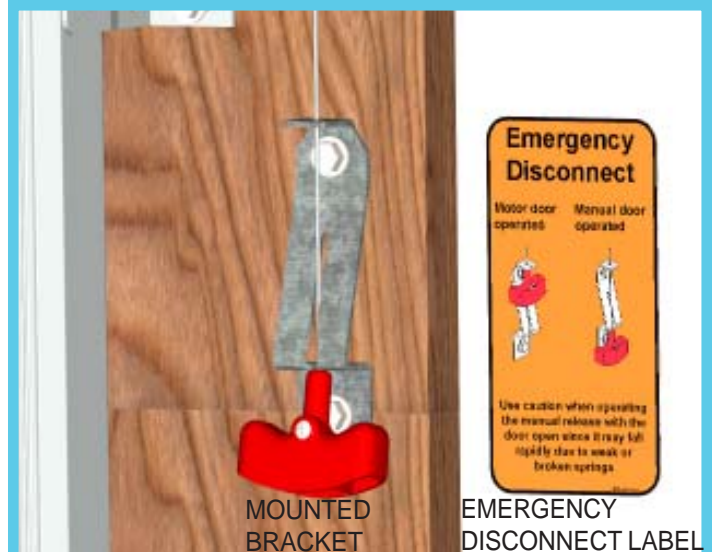 Emergency
Disconnect
Motor door
operated
Manual door
operated
Use caution when operating
the manual release with the
door open since it may fall
rapidly due to weak or
broken springs
MOUNTED
BRACKET
EMERGENCY
DISCONNECT LABEL